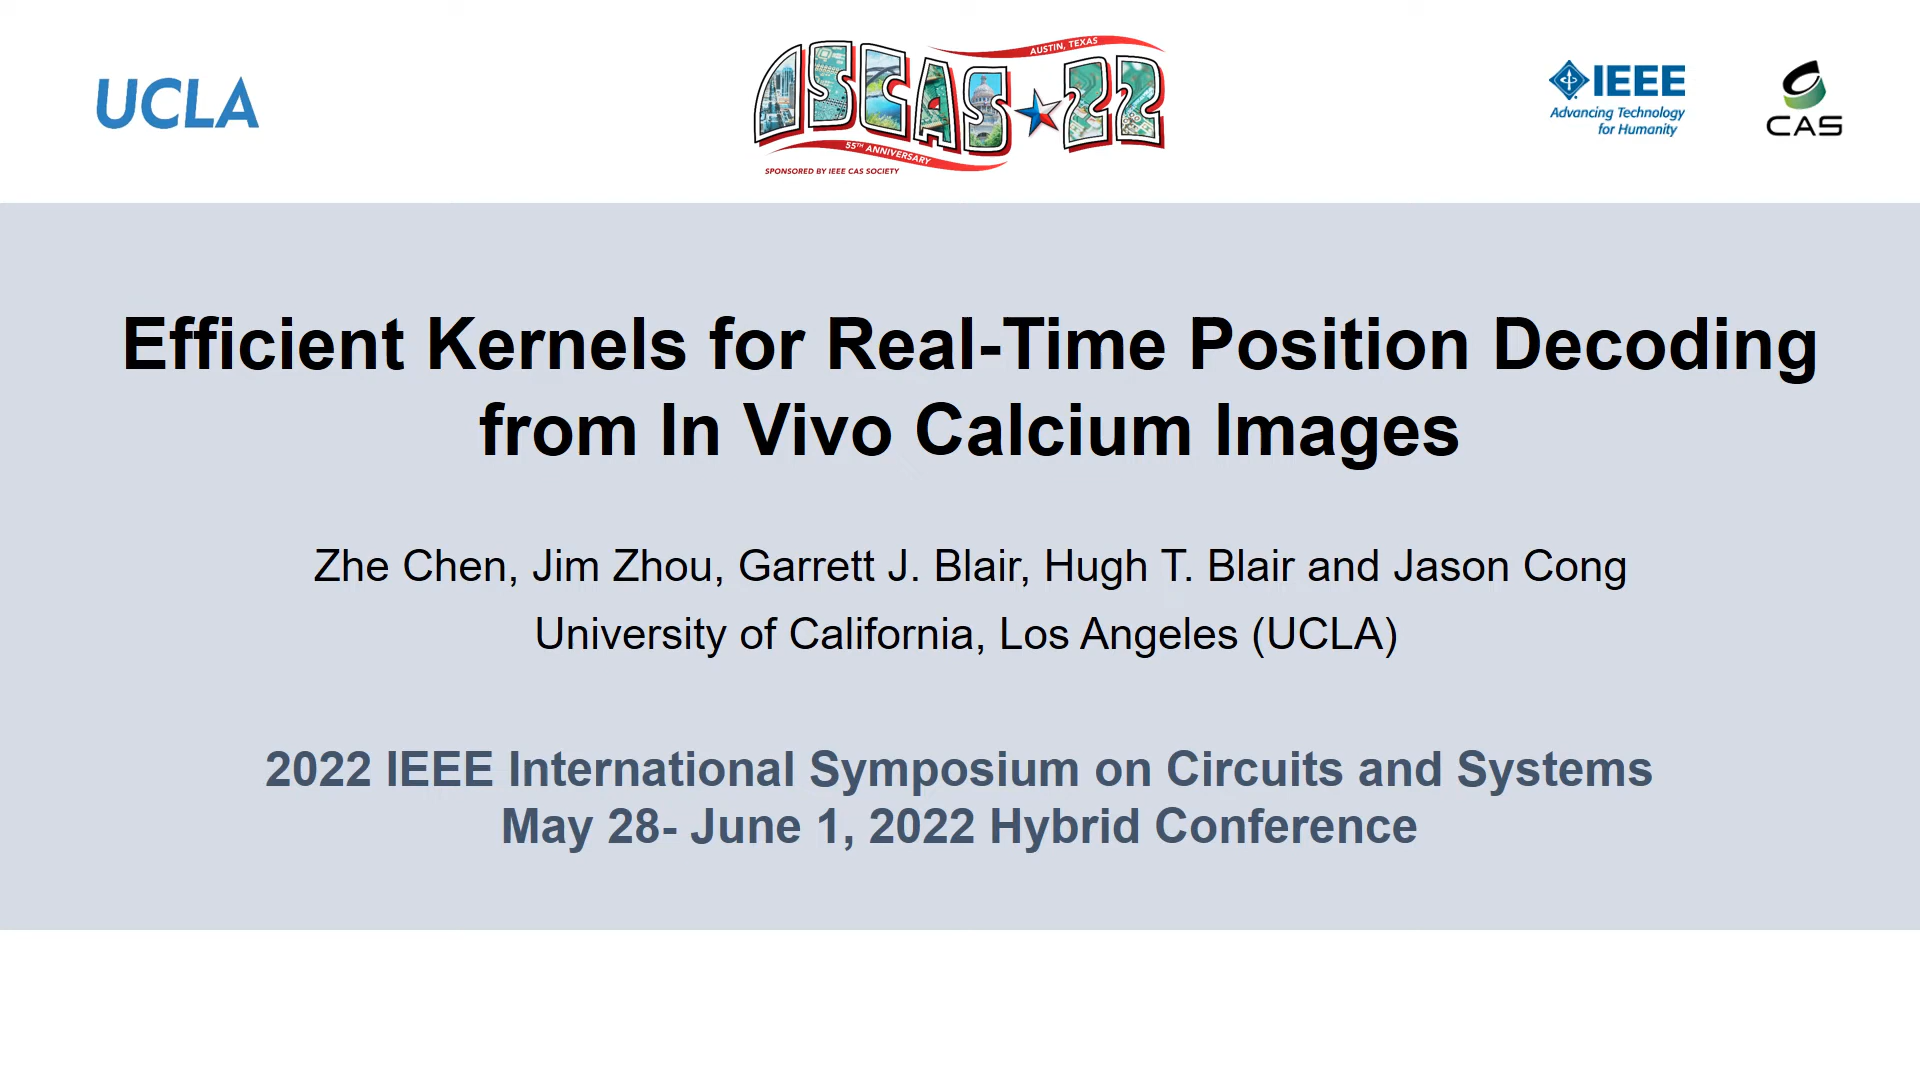 UCLA
ISCAS 22
AUSTIN, TEXAS
55TH ANNIVERSARY
SPONSORED BY IEEE CAS SOCIETY
IEEE
Advancing Technology
for Humanity
CAS
Efficient Kernels for Real-Time Position Decoding
from In Vivo Calcium Images
Zhe Chen, Jim Zhou, Garrett J. Blair, Hugh T. Blair and Jason Cong
University of California, Los Angeles (UCLA)
2022 IEEE International Symposium on Circuits and Systems
May 28- June 1, 2022 Hybrid Conference